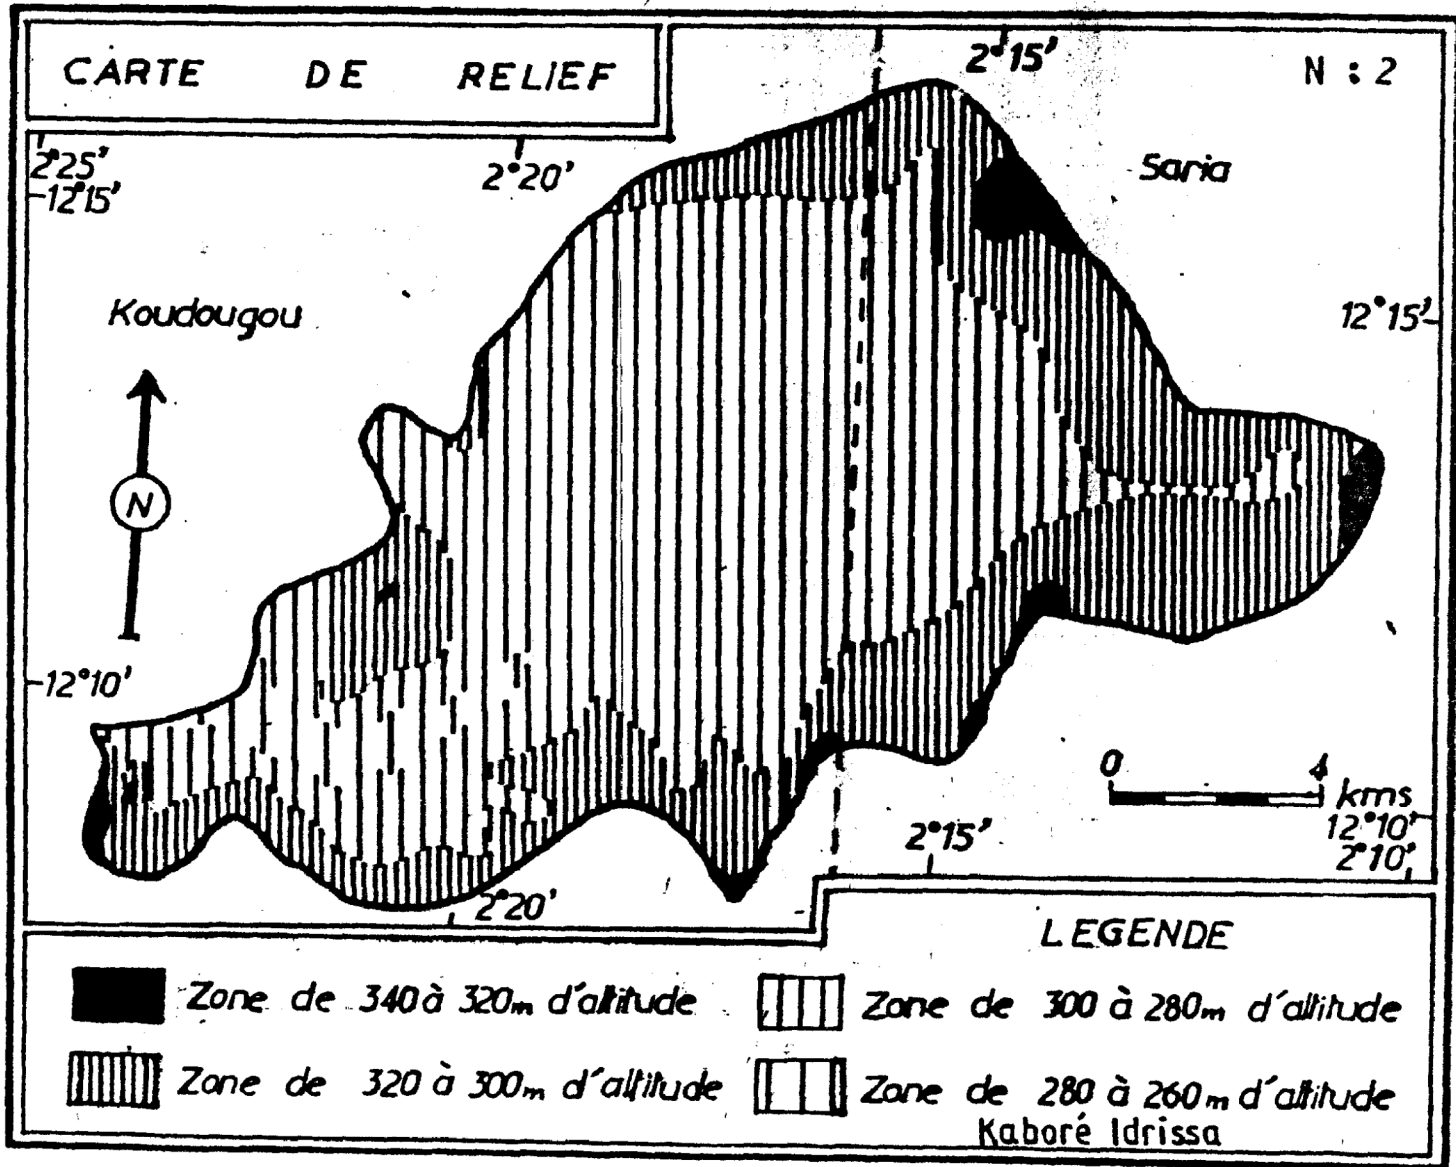 CARTE DE RELIEF
2°15'
N : 2
2°25'
12°15'
2°20'
Saria
Koudougou
12°15'
N
12°10'
0 4 kms
12°10'
2°10'
2°15'
2°20'
LEGENDE
Zone de 340 à 320m d'altitude
Zone de 300 à 280m d'altitude
Zone de 320 à 300m d'altitude
Zone de 280 à 260m d'altitude
Kaboré Idrissa